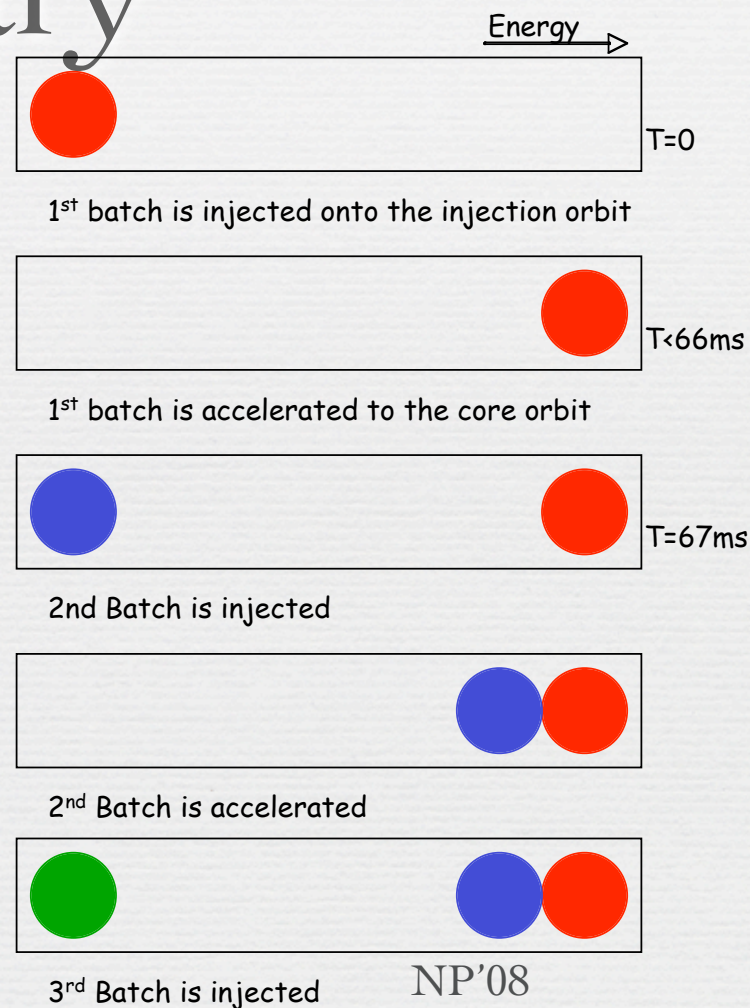 Energy
T=0
1st batch is injected onto the injection orbit
T<66ms
1st batch is accelerated to the core orbit
T=67ms
2nd Batch is injected
2nd Batch is accelerated
3rd Batch is injected
NP'08